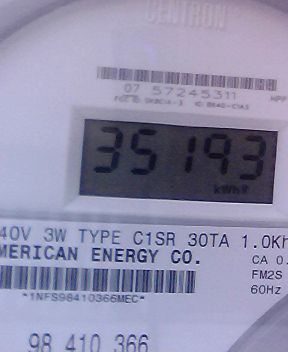 CENTRON
07 57245311
35193
kWh
40V 3W TYPE C1SR 30TA 1.0Kh
MERICAN ENERGY CO.
CA 0.
FM2S
60Hz
*1NFS98410366MEC*
98 410 366